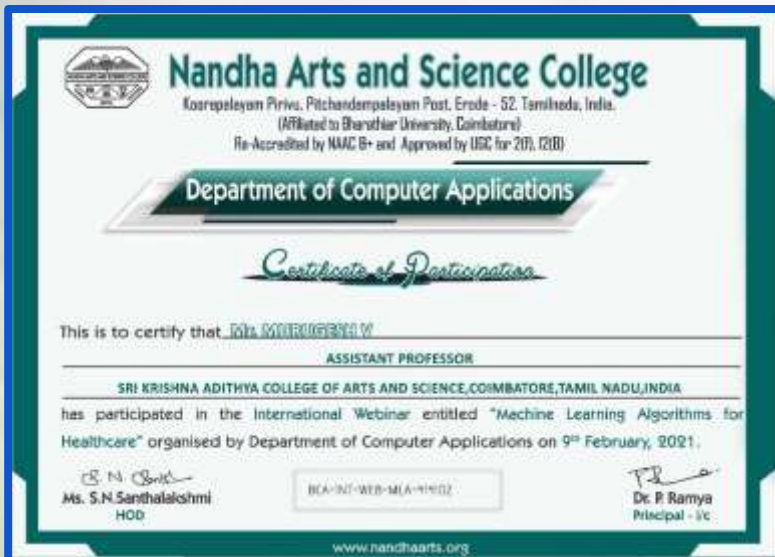 Nandha Arts and Science College
Koorapalayam Pirivu, Pitchandampalayam Post, Erode - 52. Tamilnadu, India.
(Affiliated to Bharathiar University, Coimbatore)
Re-Accredited by NAAC B+ and Approved by UGC for 2(f), 12(B)
Department of Computer Applications
Certificate of Participation
This is to certify that Mr. MURUGESH V
ASSISTANT PROFESSOR
SRI KRISHNA ADITHYA COLLEGE OF ARTS AND SCIENCE,COIMBATORE,TAMIL NADU,INDIA
has participated in the International Webinar entitled "Machine Learning Algorithms for
Healthcare" organised by Department of Computer Applications on 9th February, 2021.
Ms. S.N.Santhalakshmi
HOD
Dr. P. Ramya
Principal - i/c
www.nandhaarts.org